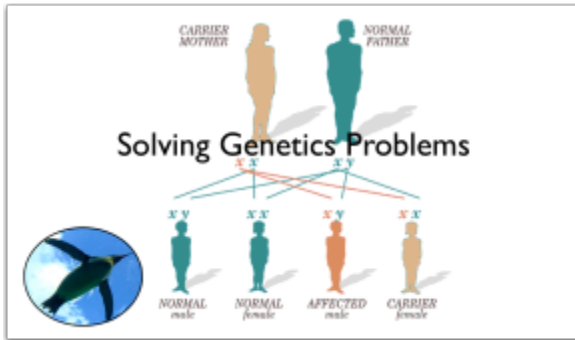 CARRIER MOTHER
NORMAL FATHER
Solving Genetics Problems
x x
x y
x y
x x
x y
x x
NORMAL male
NORMAL female
AFFECTED male
CARRIER female